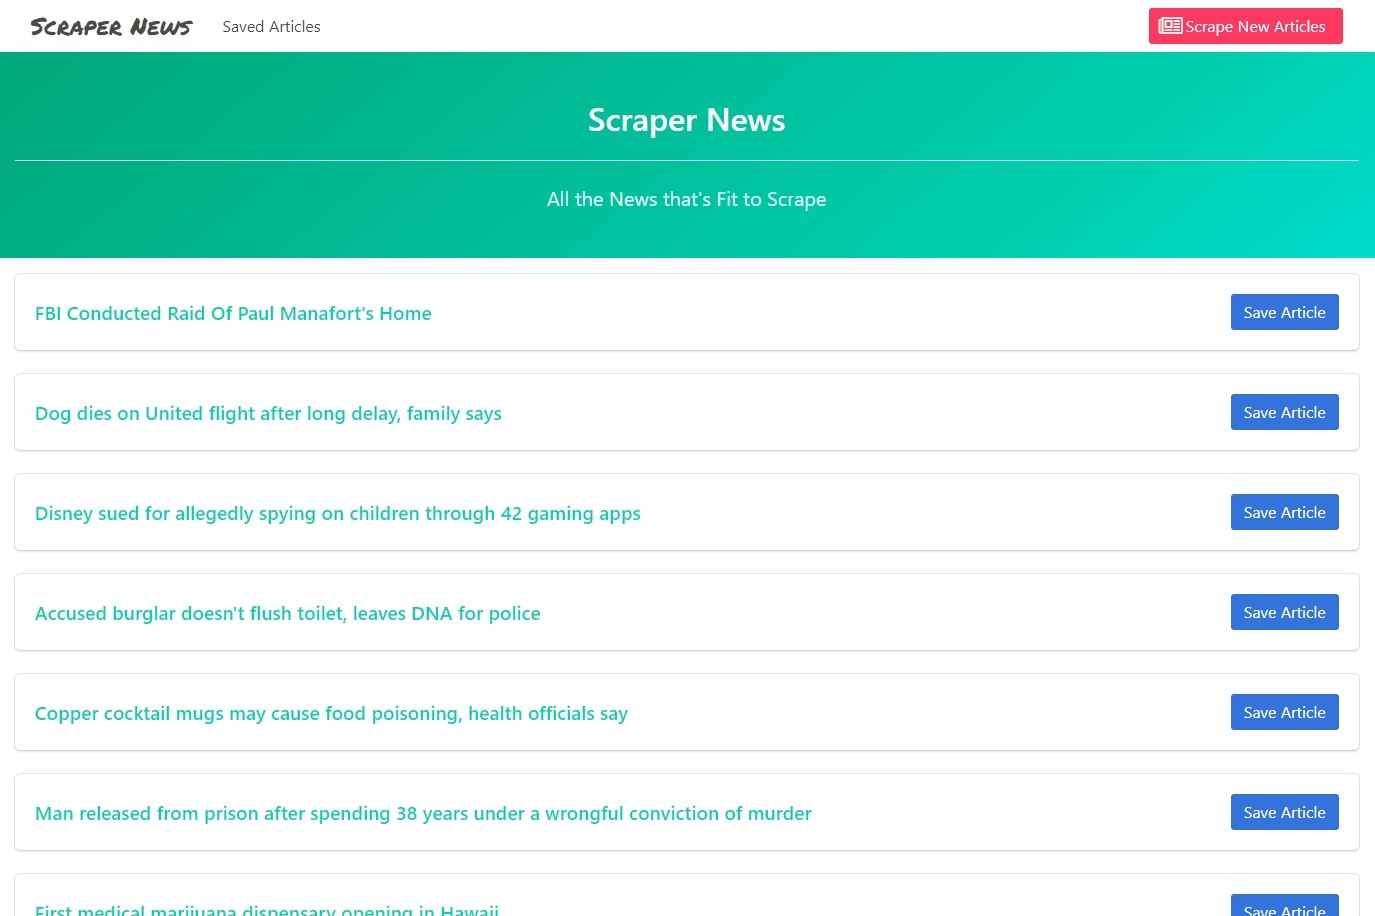 Scraper News Saved Articles Scrape New Articles
Scraper News
All the News that's Fit to Scrape
FBI Conducted Raid Of Paul Manafort's Home Save Article
Dog dies on United flight after long delay, family says Save Article
Disney sued for allegedly spying on children through 42 gaming apps Save Article
Accused burglar doesn't flush toilet, leaves DNA for police Save Article
Copper cocktail mugs may cause food poisoning, health officials say Save Article
Man released from prison after spending 38 years under a wrongful conviction of murder Save Article
First medical marijuana dispensary opening in Hawaii Save Article